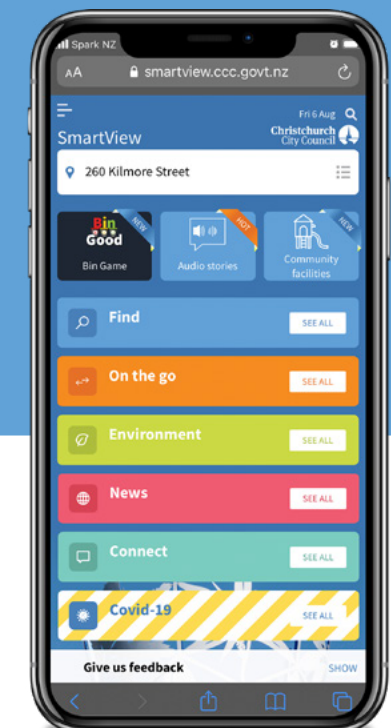 Spark NZ
AA smartview.ccc.govt.nz
Fri 6 Aug
SmartView
Christchurch
City Council
260 Kilmore Street
Bin
Good
NEW
HOT
NEW
Bin Game
Audio stories
Community
facilities
Find
SEE ALL
On the go
SEE ALL
Environment
SEE ALL
News
SEE ALL
Connect
SEE ALL
Covid-19
SEE ALL
Give us feedback
SHOW